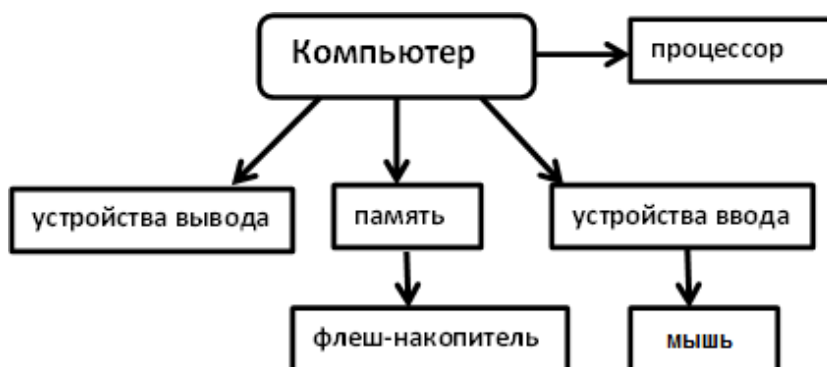 Компьютер
процессор
устройства вывода
память
устройства ввода
флеш-накопитель
мышь